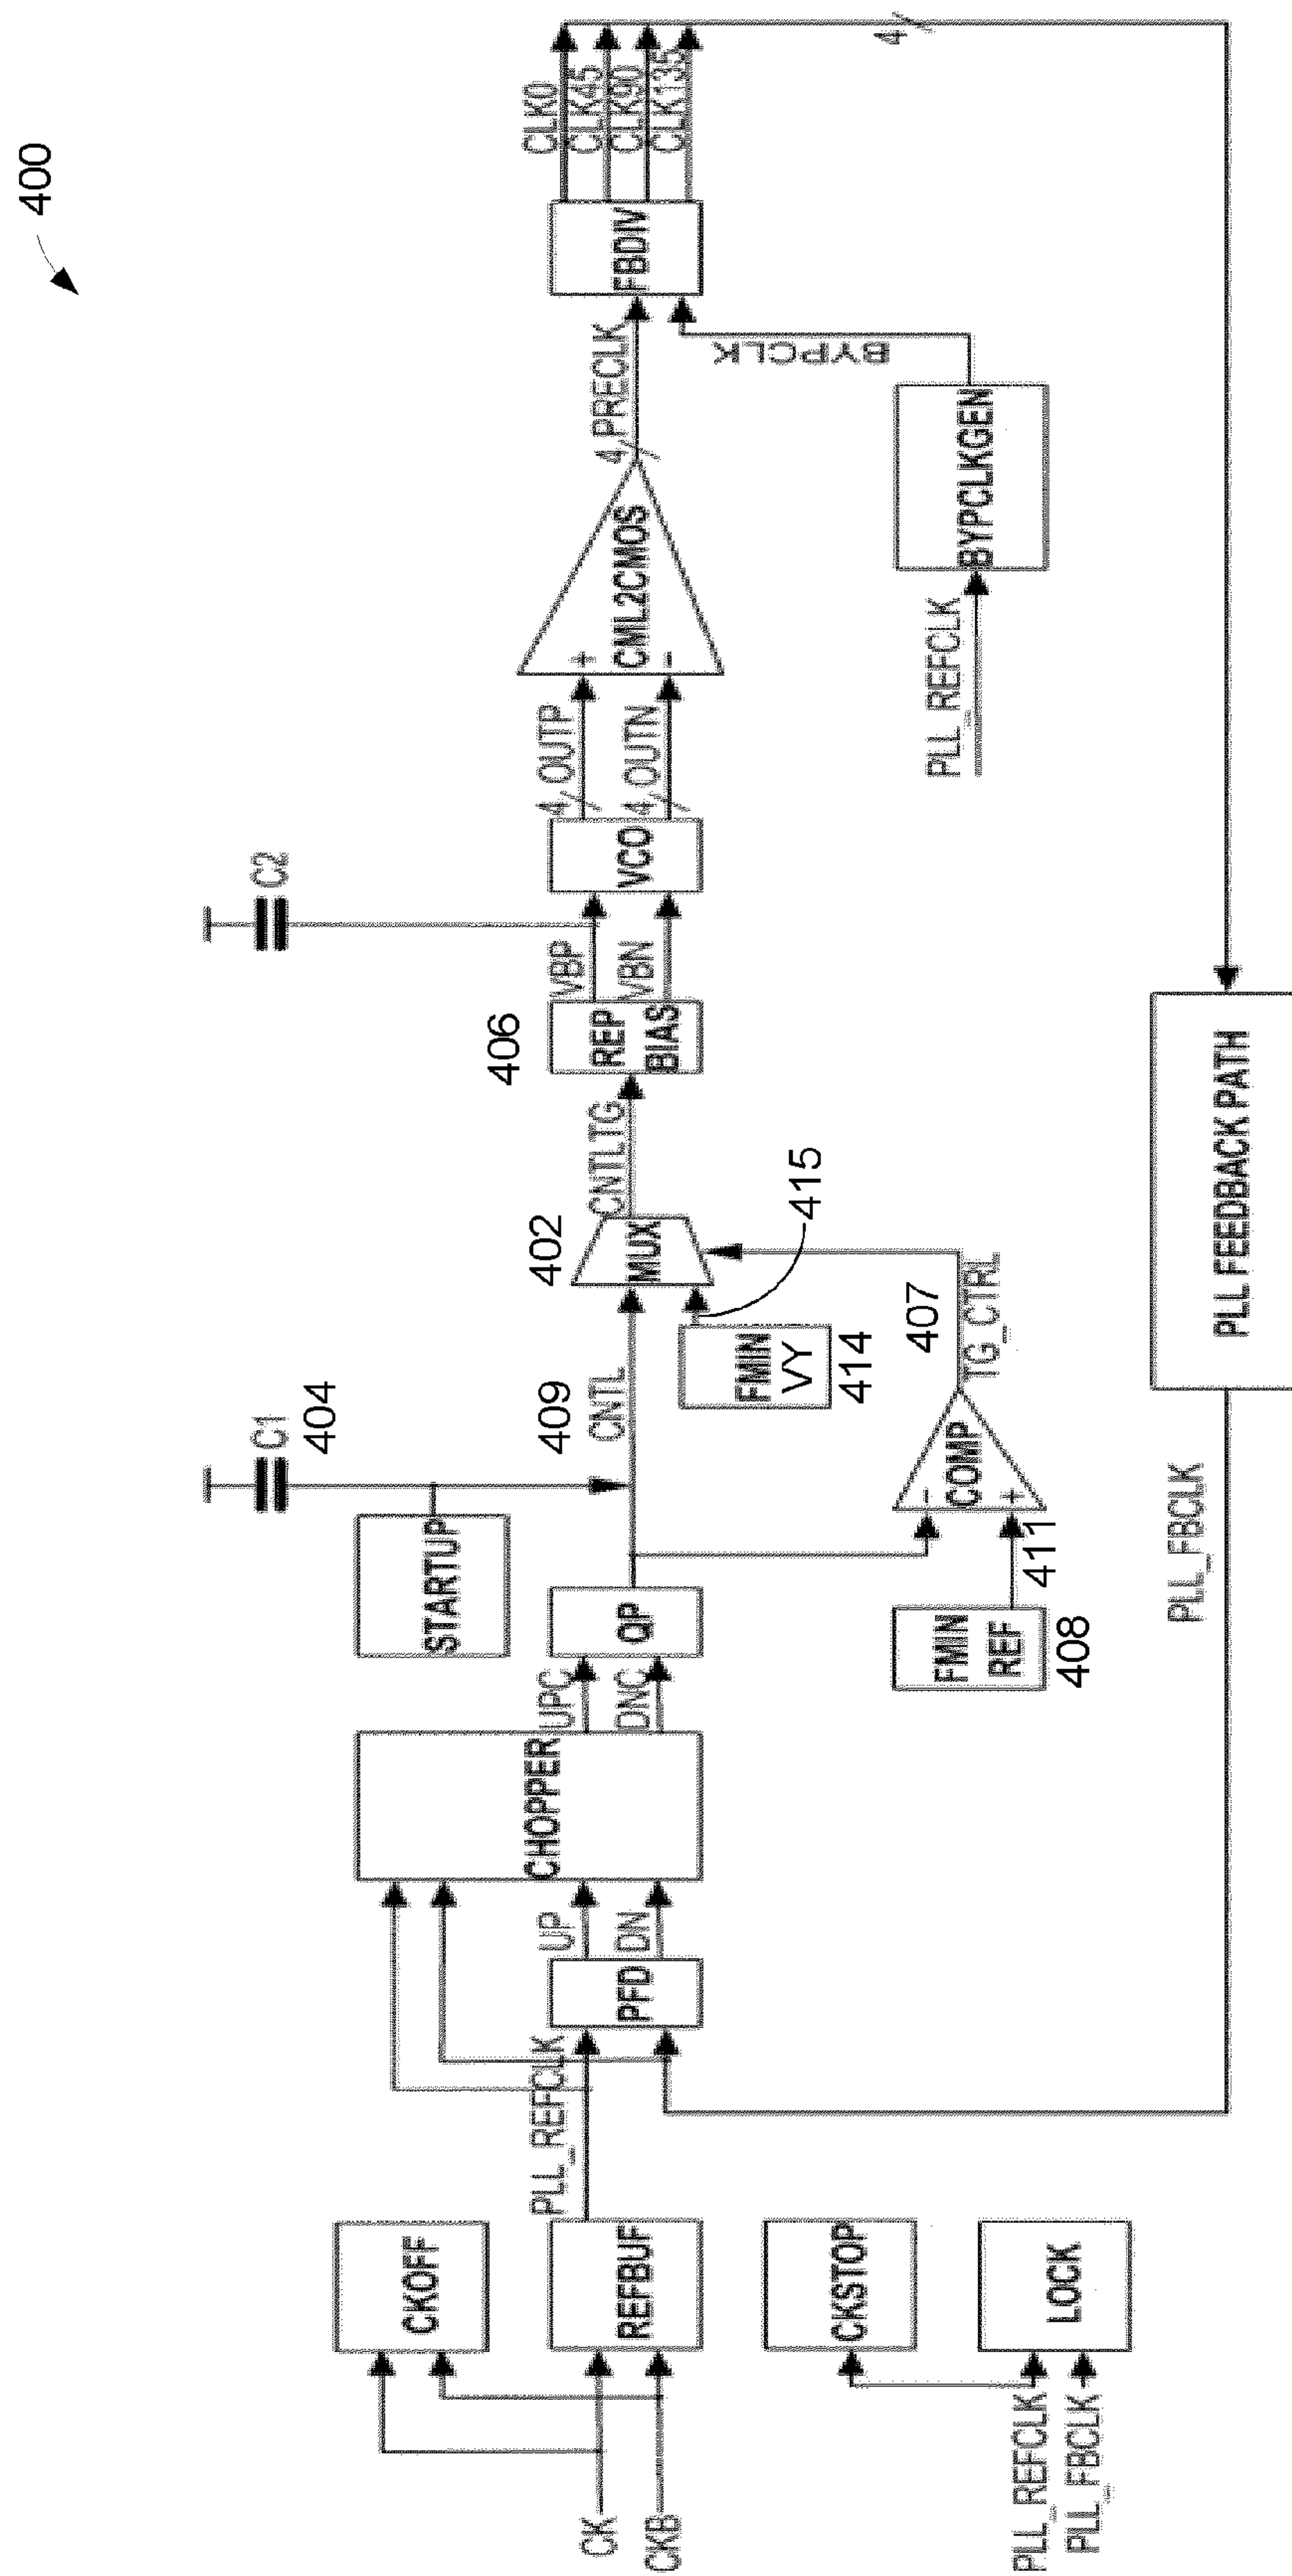 400
CK
CKB
CKOFF
REFBUF
CKSTOP
PLL_REFCLK
PLL_FBCLK
LOCK
PLL_REFCLK
PFD
UP
DN
CHOPPER
UPC
DNC
QP
STARTUP
C1
404
409
CNTL
FMIN
REF
408
411
-
COMP
+
407
TG_CTRL
FMIN
VY
414
415
402
MUX
CNTLTG
406
REP
BIAS
VBP
VBN
C2
VCO
4 OUTP
4 OUTN
+
CML2CMOS
-
4 PRECLK
PLL_REFCLK
BYPCLKGEN
BYPCLK
FBDIV
CLK0
CLK45
CLK90
CLK135
4
PLL FEEDBACK PATH
PLL_FBCLK